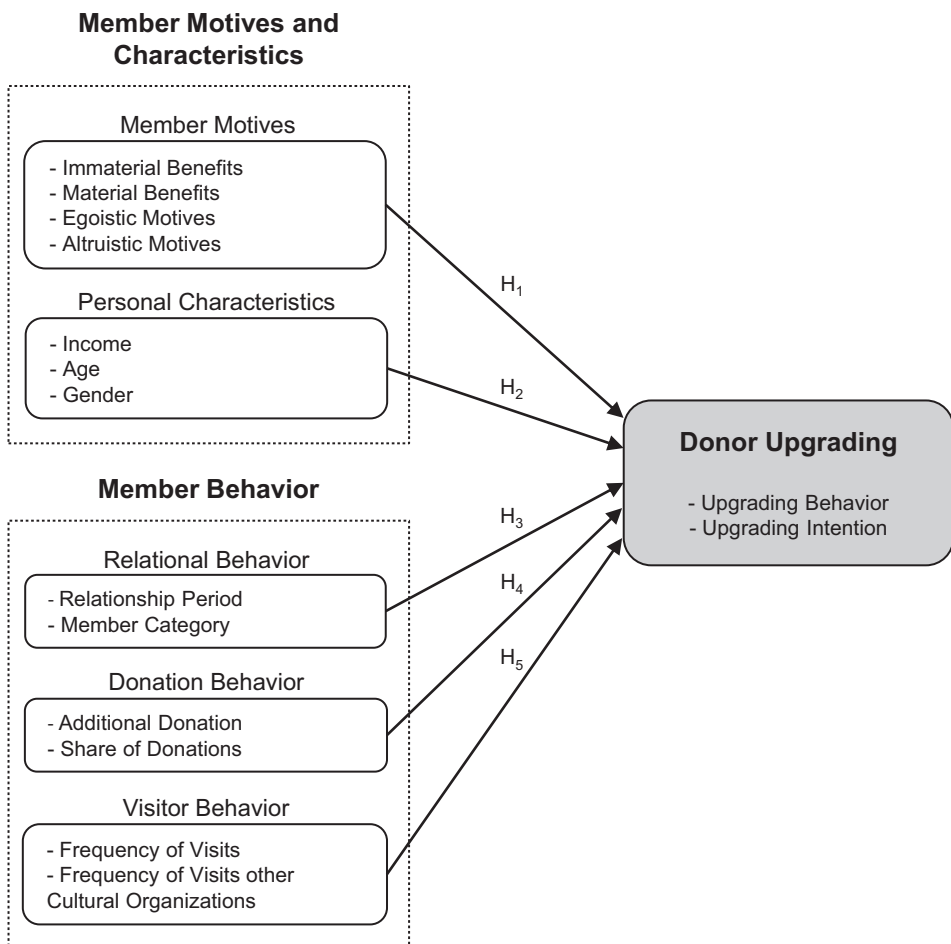 Member Motives and
Characteristics
Member Motives
- Immaterial Benefits
- Material Benefits
- Egoistic Motives
- Altruistic Motives
H₁
Personal Characteristics
- Income
- Age
- Gender
H₂
Donor Upgrading
- Upgrading Behavior
- Upgrading Intention
Member Behavior
H₃
Relational Behavior
- Relationship Period
- Member Category
H₄
Donation Behavior
- Additional Donation
- Share of Donations
H₅
Visitor Behavior
- Frequency of Visits
- Frequency of Visits other
Cultural Organizations